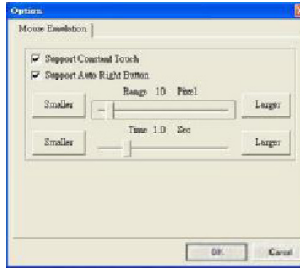 Option
Mouse Emulation
Support Constant Touch
Support Auto Right Button
Range 10 Pixel
Smaller Larger
Time 1.0 Sec
Smaller Larger
OK Cancel